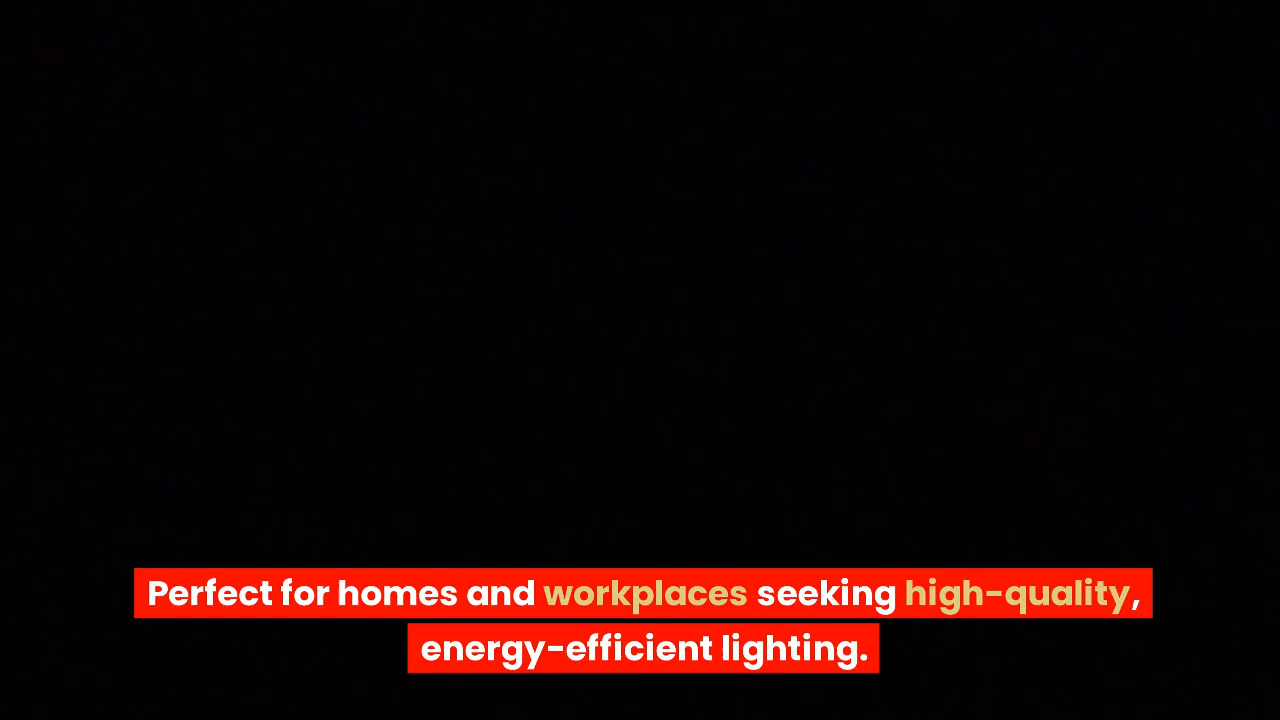 Perfect for homes and workplaces seeking high-quality,
energy-efficient lighting.